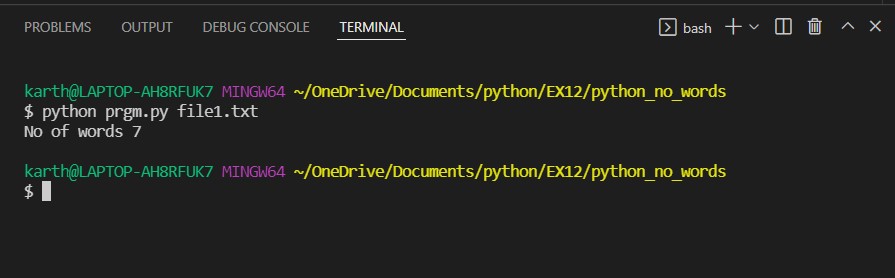 PROBLEMS OUTPUT DEBUG CONSOLE TERMINAL bash
karth@LAPTOP-AH8RFUK7 MINGW64 ~/OneDrive/Documents/python/EX12/python_no_words
$ python prgm.py file1.txt
No of words 7
karth@LAPTOP-AH8RFUK7 MINGW64 ~/OneDrive/Documents/python/EX12/python_no_words
$